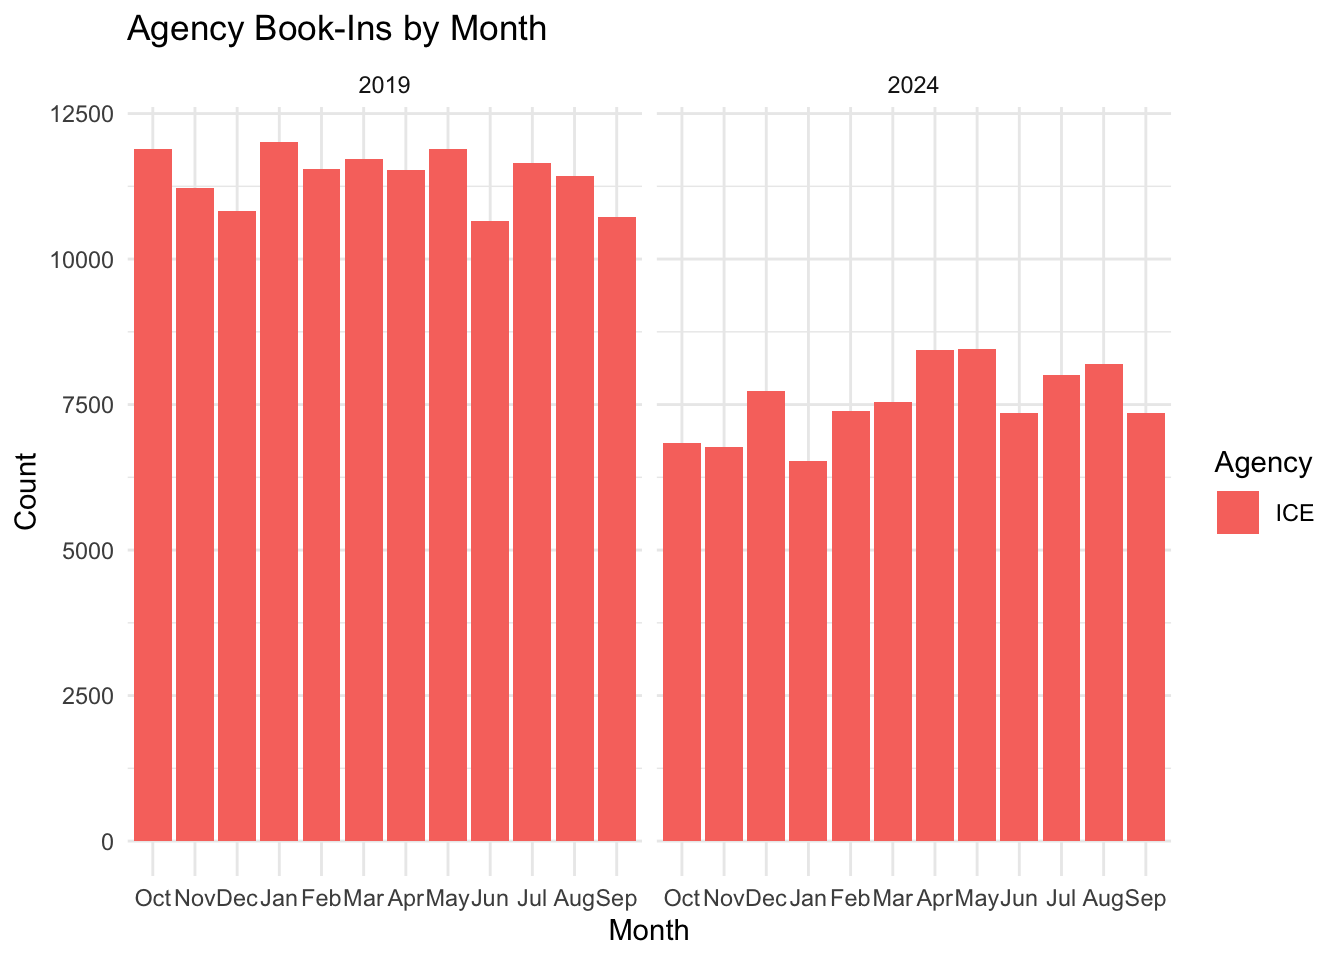 Agency Book-Ins by Month
2019 2024
12500
10000
7500
5000
2500
0
Count
Oct Nov Dec Jan Feb Mar Apr May Jun Jul Aug Sep Oct Nov Dec Jan Feb Mar Apr May Jun Jul Aug Sep
Month
Agency
ICE